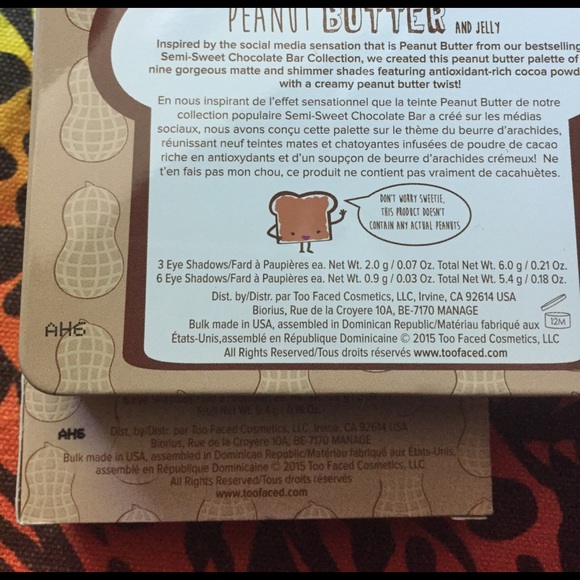 PEANUT BUTTER AND JELLY
Inspired by the social media sensation that is Peanut Butter from our bestselling
Semi-Sweet Chocolate Bar Collection, we created this peanut butter palette of
nine gorgeous matte and shimmer shades featuring antioxidant-rich cocoa powd
with a creamy peanut butter twist!
En nous inspirant de l'effet sensationnel que la teinte Peanut Butter de notre
collection populaire Semi-Sweet Chocolate Bar a créé sur les médias
sociaux, nous avons conçu cette palette sur le thème du beurre d'arachides,
réunissant neuf teintes mates et chatoyantes infusées de poudre de cacao
riche en antioxydants et d'un soupçon de beurre d'arachides crémeux! Ne
t'en fais pas mon chou, ce produit ne contient pas vraiment de cacahuètes.
DON'T WORRY SWEETIE,
THIS PRODUCT DOESN'T
CONTAIN ANY ACTUAL PEANUTS
3 Eye Shadows/Fard à Paupières ea. Net Wt. 2.0 g / 0.07 Oz. Total Net Wt. 6.0 g / 0.21 Oz.
6 Eye Shadows/Fard à Paupières ea. Net Wt. 0.9 g / 0.03 Oz. Total Net Wt. 5.4 g / 0.18 Oz.
Dist. by/Distr. par Too Faced Cosmetics, LLC, Irvine, CA 92614 USA
Biorius, Rue de la Croyere 10A, BE-7170 MANAGE
Bulk made in USA, assembled in Dominican Republic/Matériau fabriqué aux
États-Unis,assemblé en République Dominicaine © 2015 Too Faced Cosmetics, LLC
All Rights Reserved/Tous droits réservés www.toofaced.com
12M
AH6
AH6
Dist. by/Distr. par Too Faced Cosmetics, LLC, Irvine, CA 92614 USA
Biorius, Rue de la Croyere 10A, BE-7170 MANAGE
Bulk made in USA, assembled in Dominican Republic/Matériau fabriqué aux États-Unis,
assemblé en République Dominicaine © 2015 Too Faced Cosmetics, LLC
All Rights Reserved/Tous droits réservés
www.toofaced.com